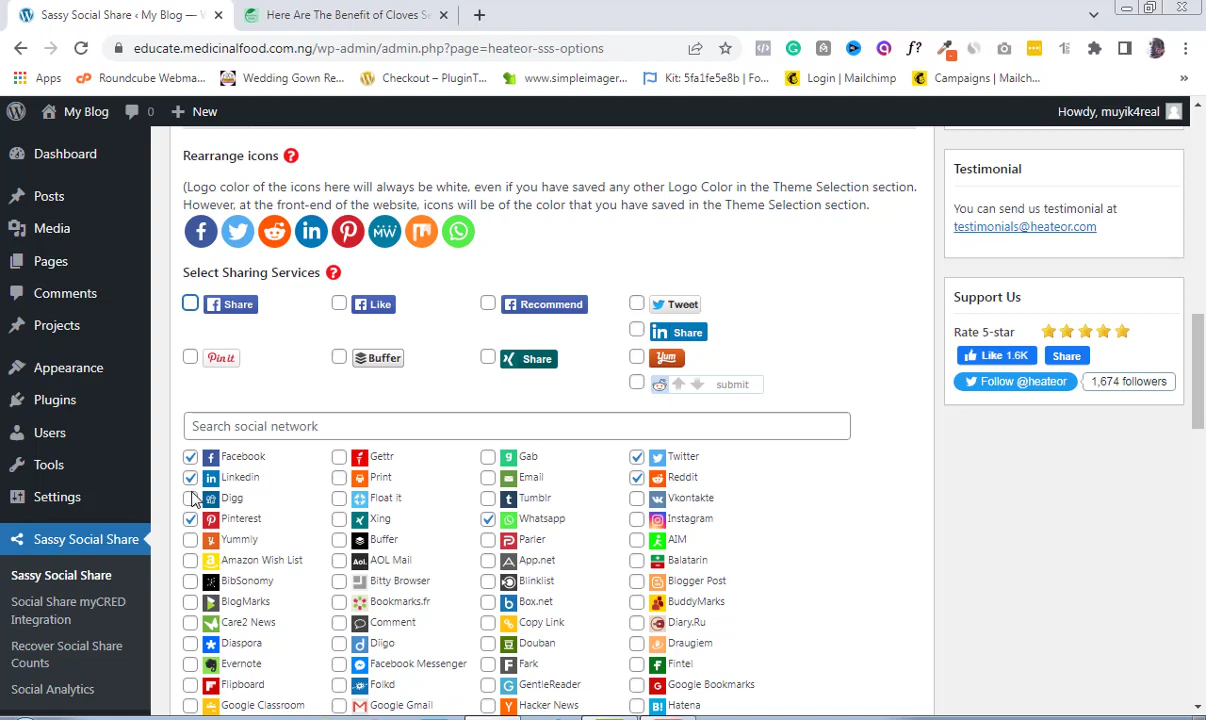 Sassy Social Share ‹ My Blog — W
Here Are The Benefit of Cloves Se
educate.medicinalfood.com.ng/wp-admin/admin.php?page=heateor-sss-options
Apps
Roundcube Webma...
Wedding Gown Re...
Checkout – PluginT...
www.simpleimager...
Kit: 5fa1fe5e8b | Fo...
Login | Mailchimp
Campaigns | Mailch...
My Blog
0
New
Howdy, muyik4real
Dashboard
Posts
Media
Pages
Comments
Projects
Appearance
Plugins
Users
Tools
Settings
Sassy Social Share
Sassy Social Share
Social Share myCRED
Integration
Recover Social Share
Counts
Social Analytics
Rearrange icons ?
(Logo color of the icons here will always be white, even if you have saved any other Logo Color in the Theme Selection section.
However, at the front-end of the website, icons will be of the color that you have saved in the Theme Selection section.
Select Sharing Services ?
Share
Like
Recommend
Tweet
Share
Pin it
Buffer
Share
Yum
submit
Search social network
Facebook
Gettr
Gab
Twitter
Linkedin
Print
Email
Reddit
Digg
Float it
Tumblr
Vkontakte
Pinterest
Xing
Whatsapp
Instagram
Yummly
Buffer
Parler
AIM
Amazon Wish List
AOL Mail
App.net
Balatarin
BibSonomy
Bitty Browser
Blinklist
Blogger Post
BlogMarks
Bookmarks.fr
Box.net
BuddyMarks
Care2 News
Comment
Copy Link
Diary.Ru
Diaspora
Diigo
Douban
Draugiem
Evernote
Facebook Messenger
Fark
Fintel
Flipboard
Folkd
GentleReader
Google Bookmarks
Google Classroom
Google Gmail
Hacker News
Hatena
Testimonial
You can send us testimonial at
testimonials@heateor.com
Support Us
Rate 5-star
Like 1.6K
Share
Follow @heateor
1,674 followers